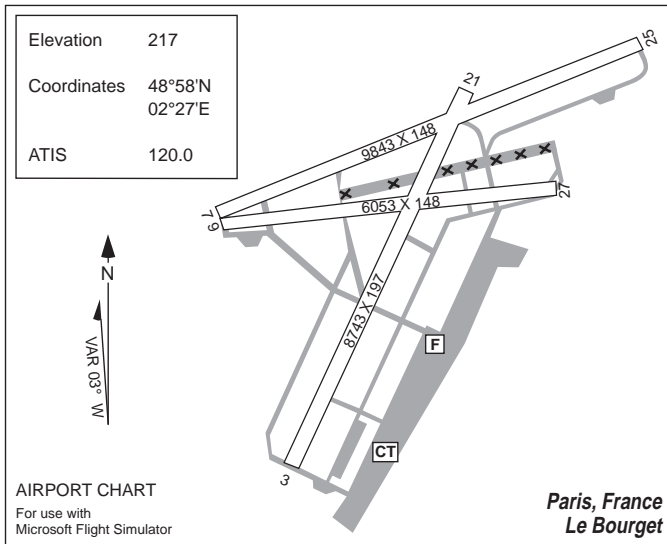 Elevation 217
Coordinates 48°58'N
02°27'E
ATIS 120.0
25
21
9843 X 148
6053 X 148
27
7
9
N
VAR 03° W
8743 X 197
F
CT
3
AIRPORT CHART
For use with
Microsoft Flight Simulator
Paris, France
Le Bourget